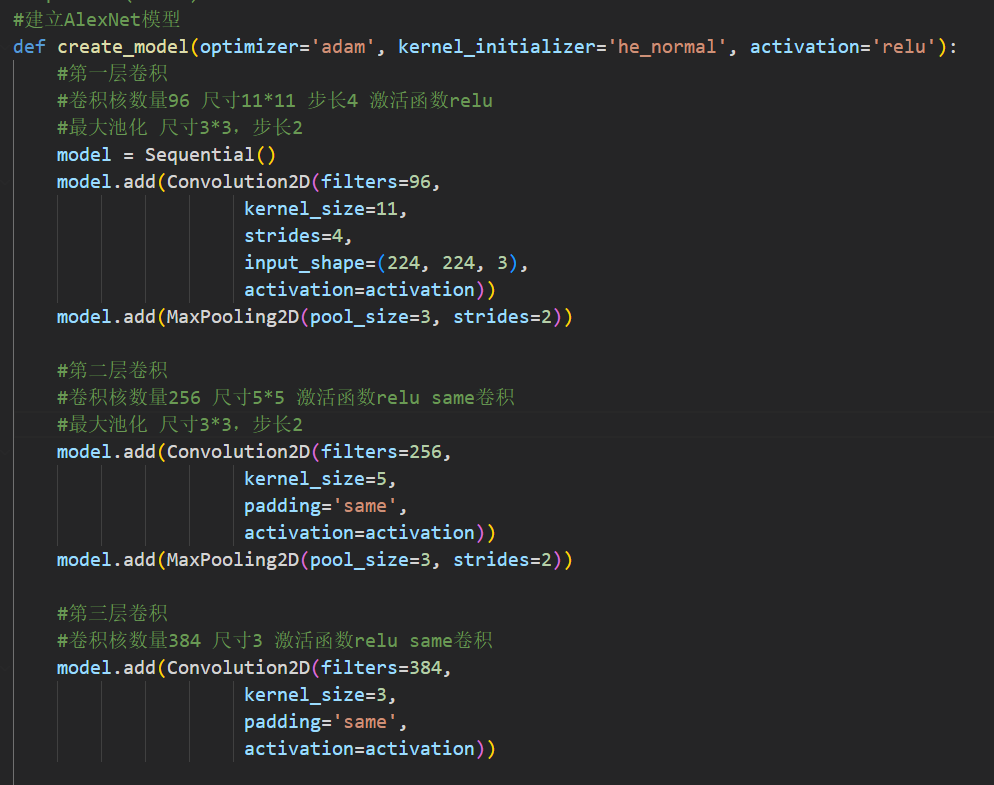 #建立AlexNet模型
def create_model(optimizer='adam', kernel_initializer='he_normal', activation='relu'):
    #第一层卷积
    #卷积核数量96 尺寸11*11 步长4 激活函数relu
    #最大池化 尺寸3*3，步长2
    model = Sequential()
    model.add(Convolution2D(filters=96,
                     kernel_size=11,
                     strides=4,
                     input_shape=(224, 224, 3),
                     activation=activation))
    model.add(MaxPooling2D(pool_size=3, strides=2))

    #第二层卷积
    #卷积核数量256 尺寸5*5 激活函数relu same卷积
    #最大池化 尺寸3*3，步长2
    model.add(Convolution2D(filters=256,
                     kernel_size=5,
                     padding='same',
                     activation=activation))
    model.add(MaxPooling2D(pool_size=3, strides=2))

    #第三层卷积
    #卷积核数量384 尺寸3 激活函数relu same卷积
    model.add(Convolution2D(filters=384,
                     kernel_size=3,
                     padding='same',
                     activation=activation))